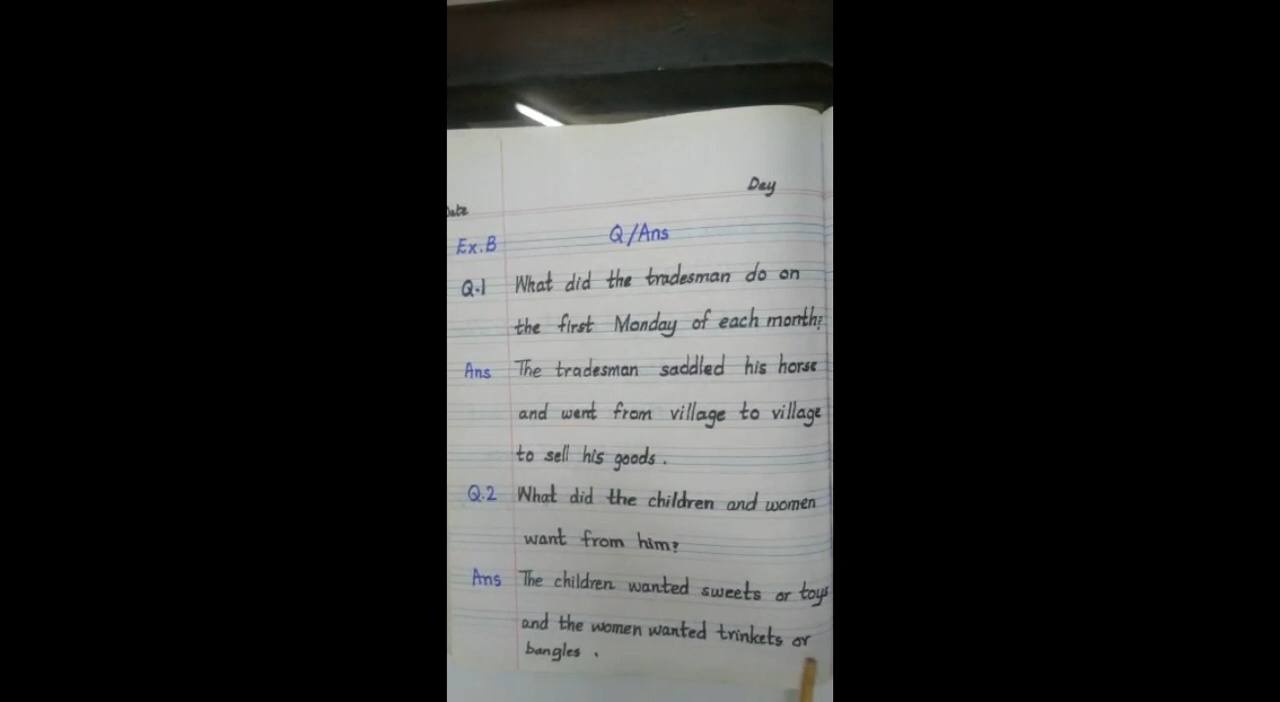 Day
Date
Ex.B Q/Ans
Q.1 What did the tradesman do on
the first Monday of each month?
Ans The tradesman saddled his horse
and went from village to village
to sell his goods.
Q.2 What did the children and women
want from him?
Ans The children wanted sweets or toys
and the women wanted trinkets or
bangles.